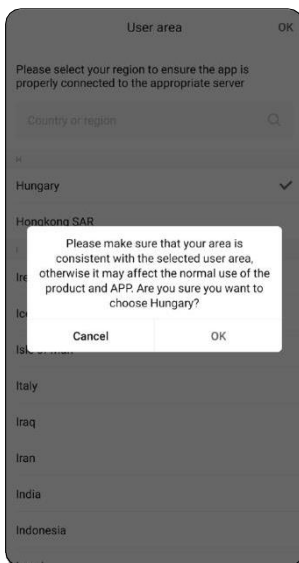 User area
OK
Please select your region to ensure the app is
properly connected to the appropriate server
Country or region
H
Hungary
Hongkong SAR
I
Please make sure that your area is
consistent with the selected user area,
otherwise it may affect the normal use of the
product and APP. Are you sure you want to
choose Hungary?
Cancel
OK
Italy
Iraq
Iran
India
Indonesia